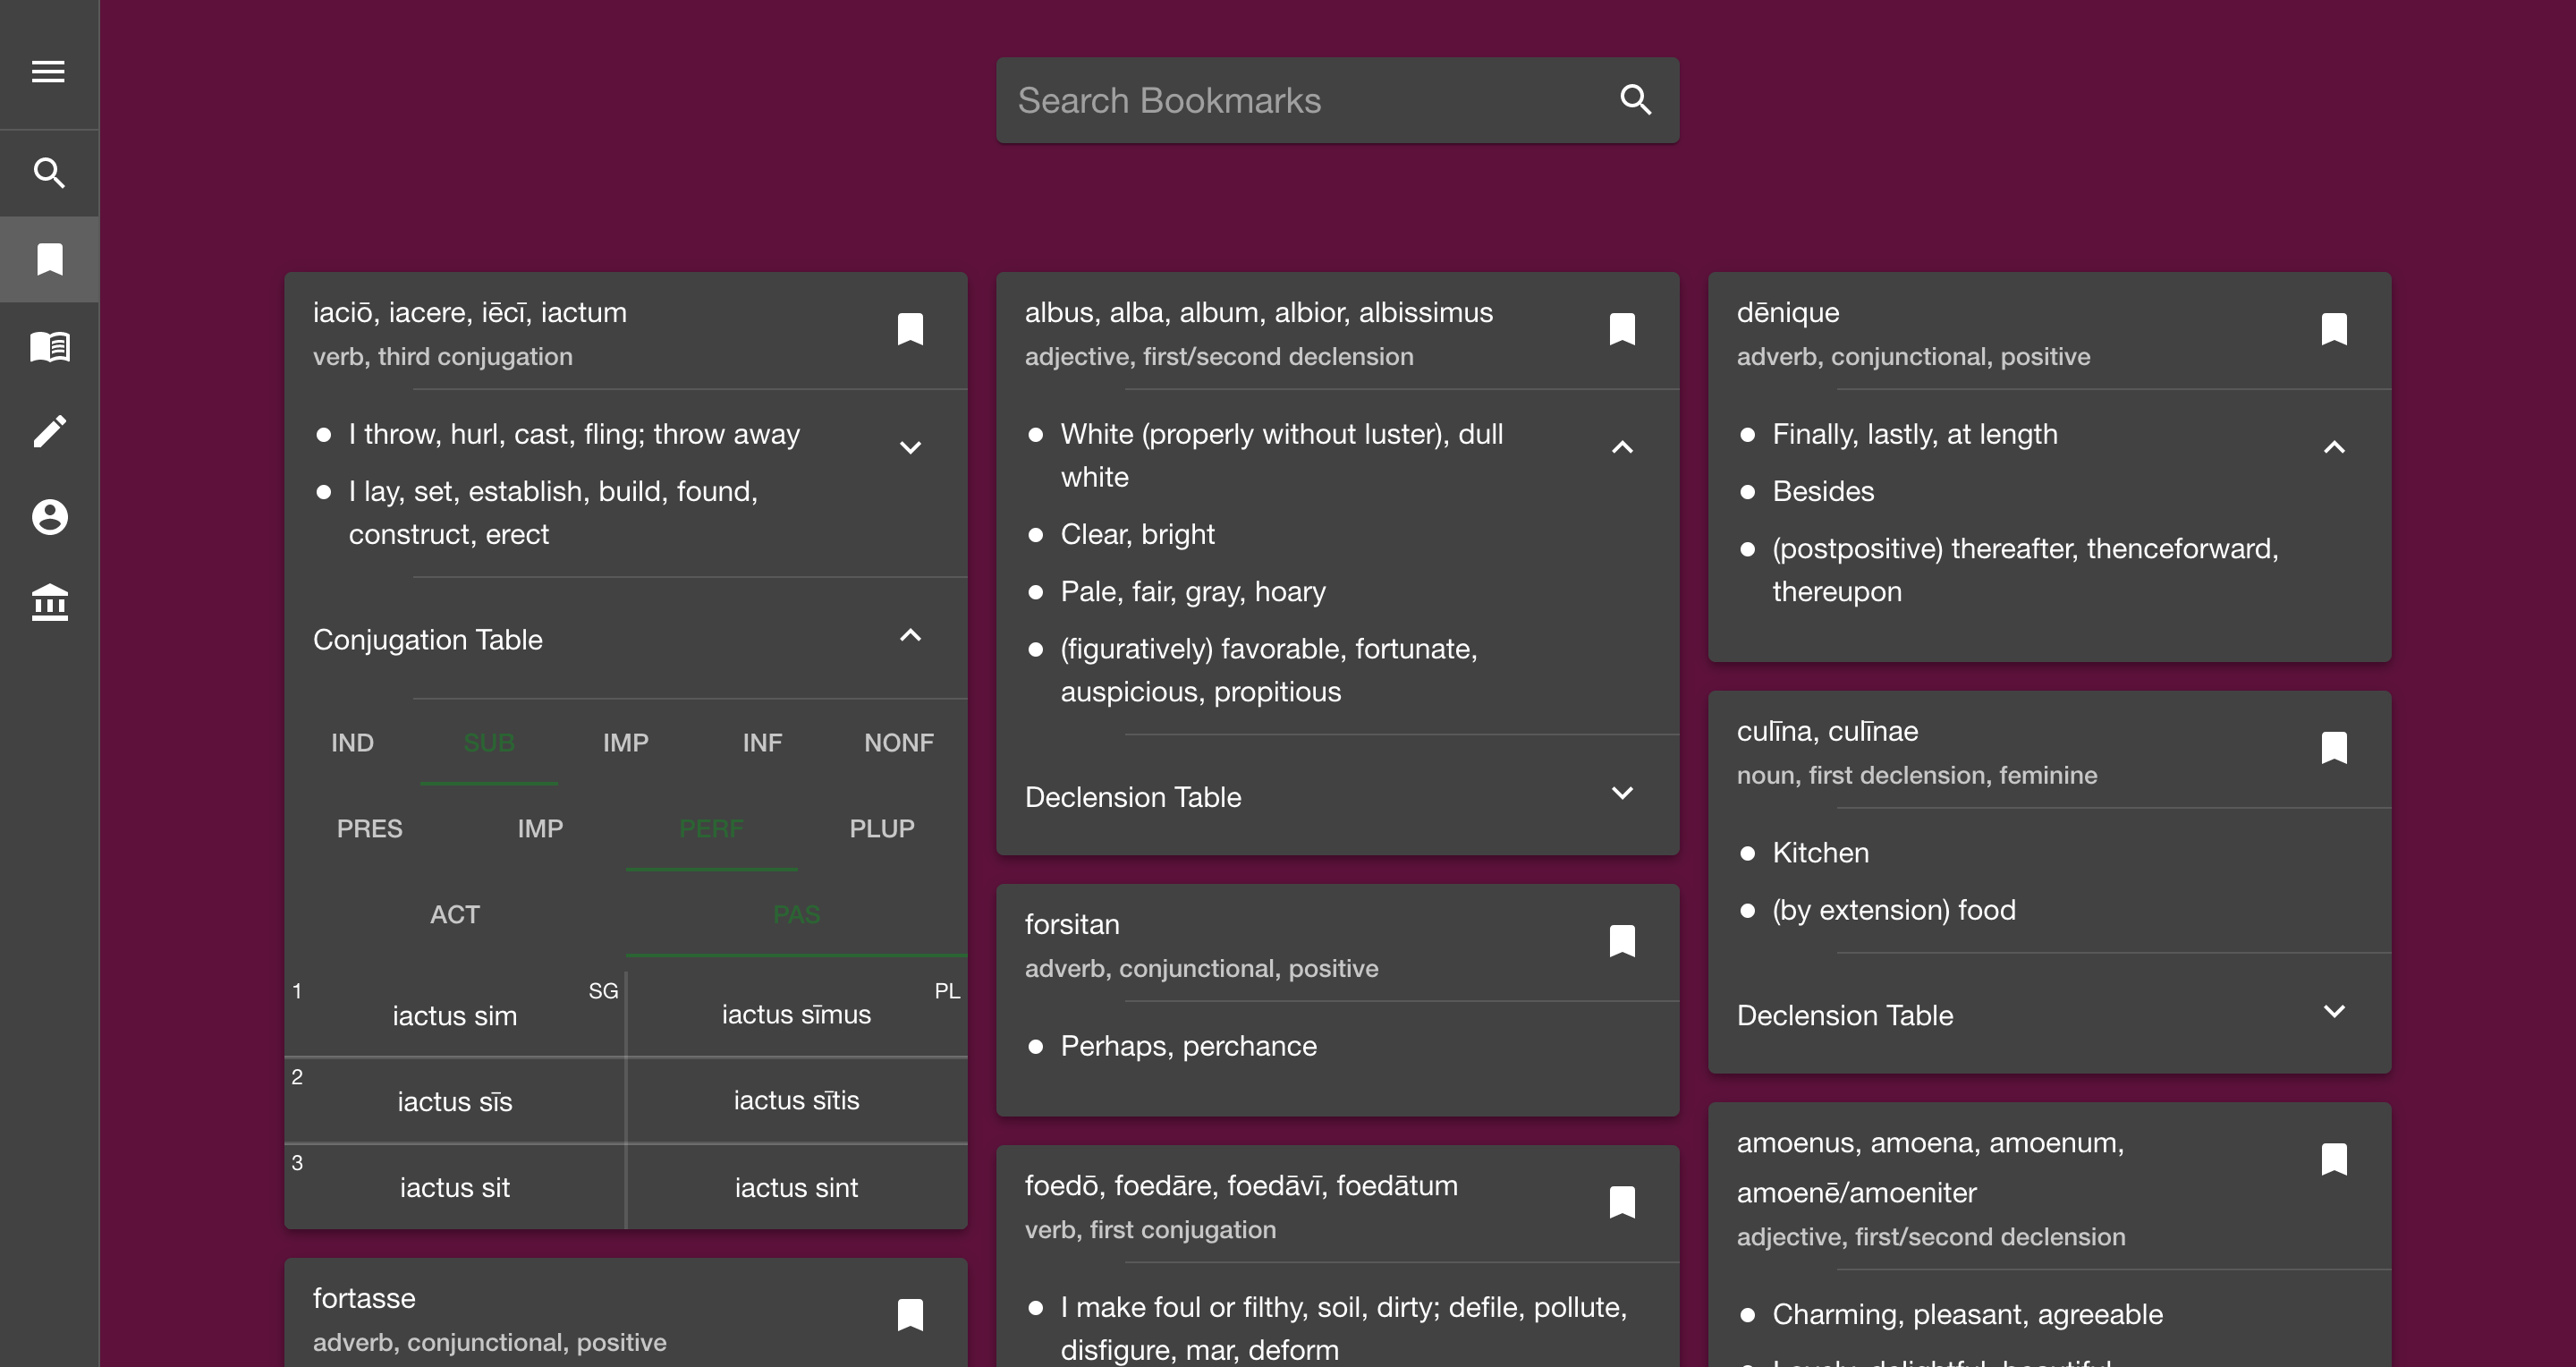 Search Bookmarks
iaciō, iacere, iēcī, iactum
verb, third conjugation
I throw, hurl, cast, fling; throw away
I lay, set, establish, build, found,
construct, erect
Conjugation Table
IND SUB IMP INF NONF
PRES IMP PERF PLUP
ACT PAS
1 iactus sim SG iactus sīmus PL
2 iactus sīs iactus sītis
3 iactus sit iactus sint
fortasse
adverb, conjunctional, positive
albus, alba, album, albior, albissimus
adjective, first/second declension
White (properly without luster), dull
white
Clear, bright
Pale, fair, gray, hoary
(figuratively) favorable, fortunate,
auspicious, propitious
Declension Table
forsitan
adverb, conjunctional, positive
Perhaps, perchance
foedō, foedāre, foedāvī, foedātum
verb, first conjugation
I make foul or filthy, soil, dirty; defile, pollute,
disfigure, mar, deform
dēnique
adverb, conjunctional, positive
Finally, lastly, at length
Besides
(postpositive) thereafter, thenceforward,
thereupon
culīna, culīnae
noun, first declension, feminine
Kitchen
(by extension) food
Declension Table
amoenus, amoena, amoenum,
amoenē/amoeniter
adjective, first/second declension
Charming, pleasant, agreeable
Lovely, delightful, beautiful